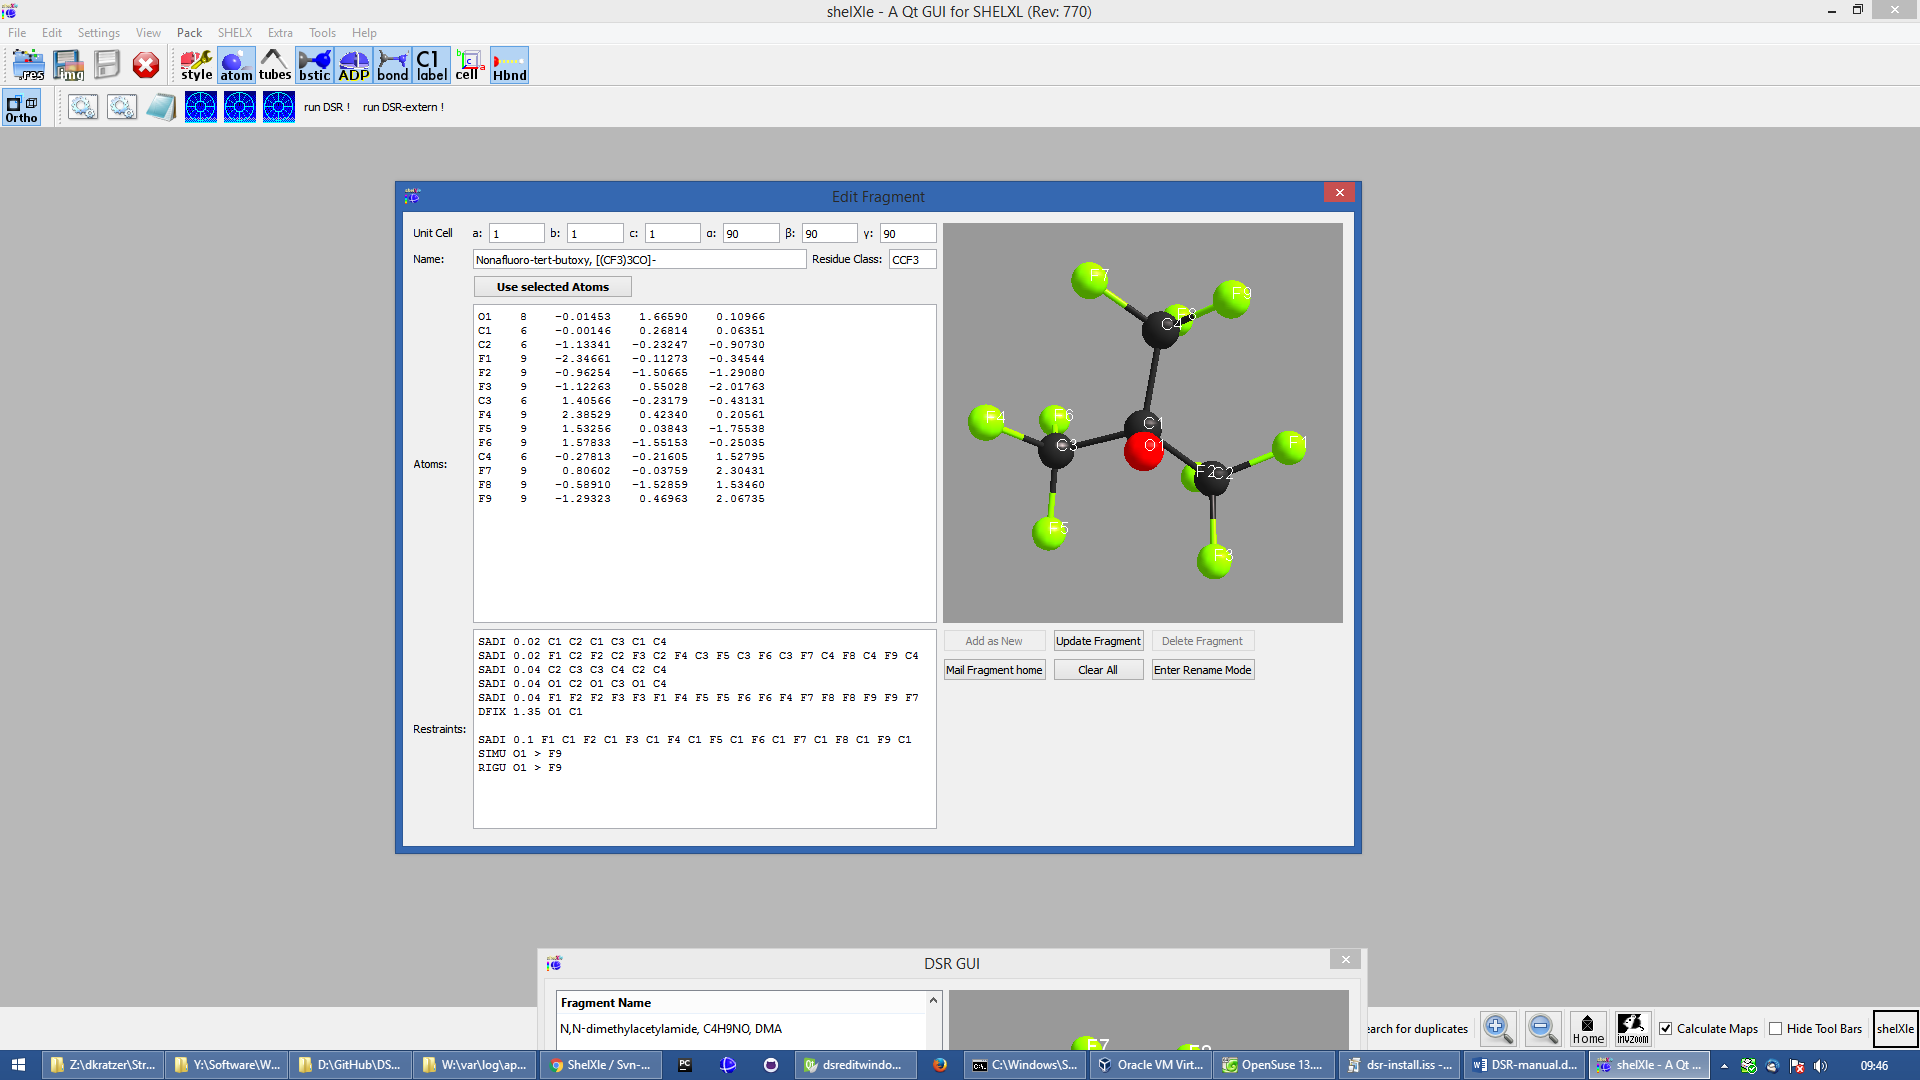 shelXle - A Qt GUI for SHELXL (Rev: 770)
File Edit Settings View Pack SHELX Extra Tools Help
.res img style atom tubes bstic ADP bond C1 label cell Hbnd
Ortho run DSR ! run DSR-extern !
Edit Fragment
Unit Cell a: 1 b: 1 c: 1 α: 90 β: 90 γ: 90
Name: Nonafluoro-tert-butoxy, [(CF3)3CO]- Residue Class: CCF3
Use selected Atoms
Atoms:
O1 8 -0.01453 1.66590 0.10966
C1 6 -0.00146 0.26814 0.06351
C2 6 -1.13341 -0.23247 -0.90730
F1 9 -2.34661 -0.11273 -0.34544
F2 9 -0.96254 -1.50665 -1.29080
F3 9 -1.12263 0.55028 -2.01763
C3 6 1.40566 -0.23179 -0.43131
F4 9 2.38529 0.42340 0.20561
F5 9 1.53256 0.03843 -1.75538
F6 9 1.57833 -1.55153 -0.25035
C4 6 -0.27813 -0.21605 1.52795
F7 9 0.80602 -0.03759 2.30431
F8 9 -0.58910 -1.52859 1.53460
F9 9 -1.29323 0.46963 2.06735
F7 F9
F8
C4
F4 F6 C1 F1
C3 O1
F2 C2
F5 F3
Restraints:
SADI 0.02 C1 C2 C1 C3 C1 C4
SADI 0.02 F1 C2 F2 C2 F3 C2 F4 C3 F5 C3 F6 C3 F7 C4 F8 C4 F9 C4
SADI 0.04 C2 C3 C3 C4 C2 C4
SADI 0.04 O1 C2 O1 C3 O1 C4
SADI 0.04 F1 F2 F2 F3 F3 F1 F4 F5 F5 F6 F6 F4 F7 F8 F8 F9 F9 F7
DFIX 1.35 O1 C1
SADI 0.1 F1 C1 F2 C1 F3 C1 F4 C1 F5 C1 F6 C1 F7 C1 F8 C1 F9 C1
SIMU O1 > F9
RIGU O1 > F9
Add as New Update Fragment Delete Fragment
Mail Fragment home Clear All Enter Rename Mode
DSR GUI
Fragment Name
N,N-dimethylacetylamide, C4H9NO, DMA
F7
earch for duplicates Home invzoom Calculate Maps Hide Tool Bars shelXle
Z:\dkratzer\Str... Y:\Software\W... D:\GitHub\DS... W:\var\log\ap... ShelXle / Svn-... PC dsreditwindo... C:\Windows\S... Oracle VM Virt... OpenSuse 13.... dsr-install.iss -... DSR-manual.d... shelXle - A Qt ... 09:46